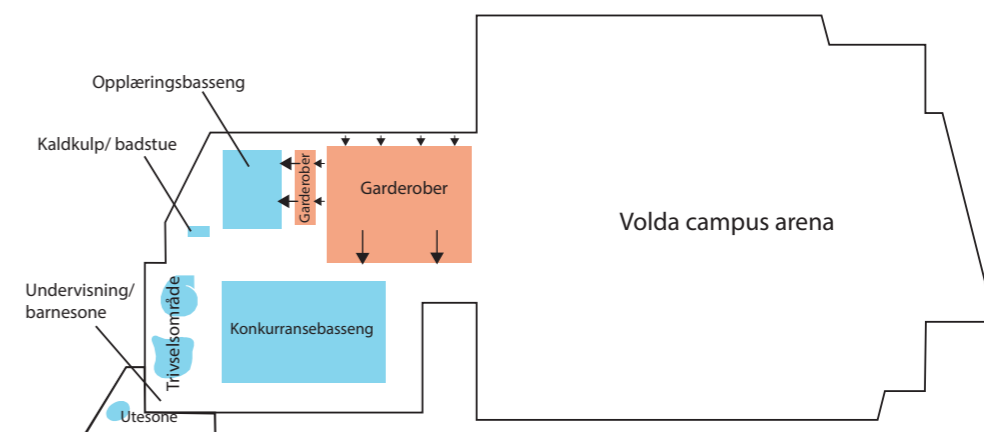 Opplæringsbasseng
Kaldkulp/ badstue
Garderober
Garderober
Volda campus arena
Undervisning/
barnesone
Trivselsområde
Konkurransebasseng
Utesone